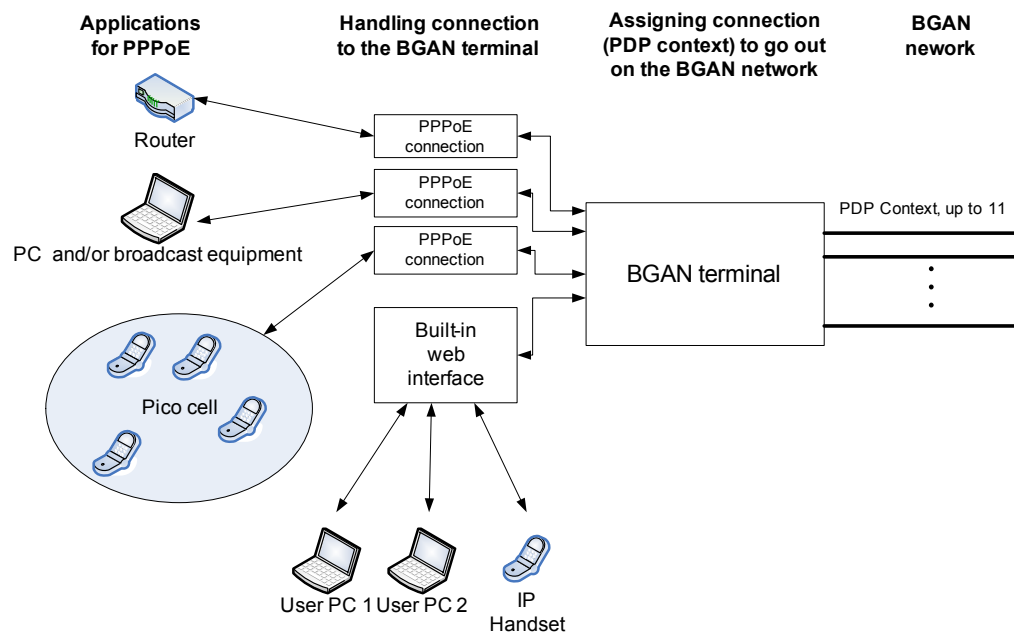 Applications
for PPPoE
Handling connection
to the BGAN terminal
Assigning connection
(PDP context) to go out
on the BGAN network
BGAN
nework
Router
PPPoE
connection
PPPoE
connection
PC and/or broadcast equipment
PPPoE
connection
BGAN terminal
PDP Context, up to 11
Built-in
web
interface
Pico cell
User PC 1
User PC 2
IP
Handset